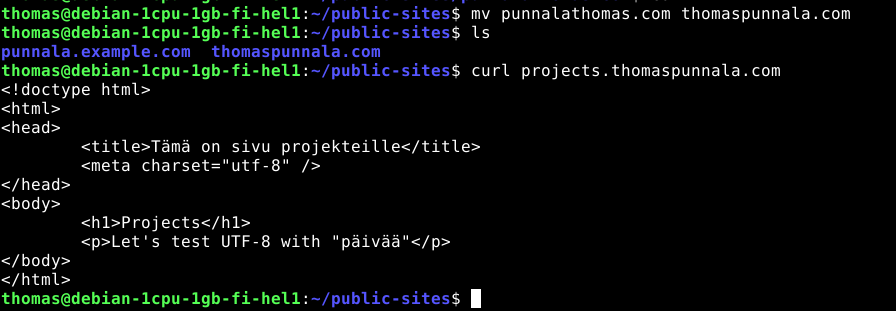 thomas@debian-1cpu-1gb-fi-hel1:~/public-sites$ mv punnalathomas.com thomaspunnala.com
thomas@debian-1cpu-1gb-fi-hel1:~/public-sites$ ls
punnala.example.com  thomaspunnala.com
thomas@debian-1cpu-1gb-fi-hel1:~/public-sites$ curl projects.thomaspunnala.com
<!doctype html>
<html>
<head>
        <title>Tämä on sivu projekteille</title>
        <meta charset="utf-8" />
</head>
<body>
        <h1>Projects</h1>
        <p>Let's test UTF-8 with "päivää"</p>
</body>
</html>
thomas@debian-1cpu-1gb-fi-hel1:~/public-sites$